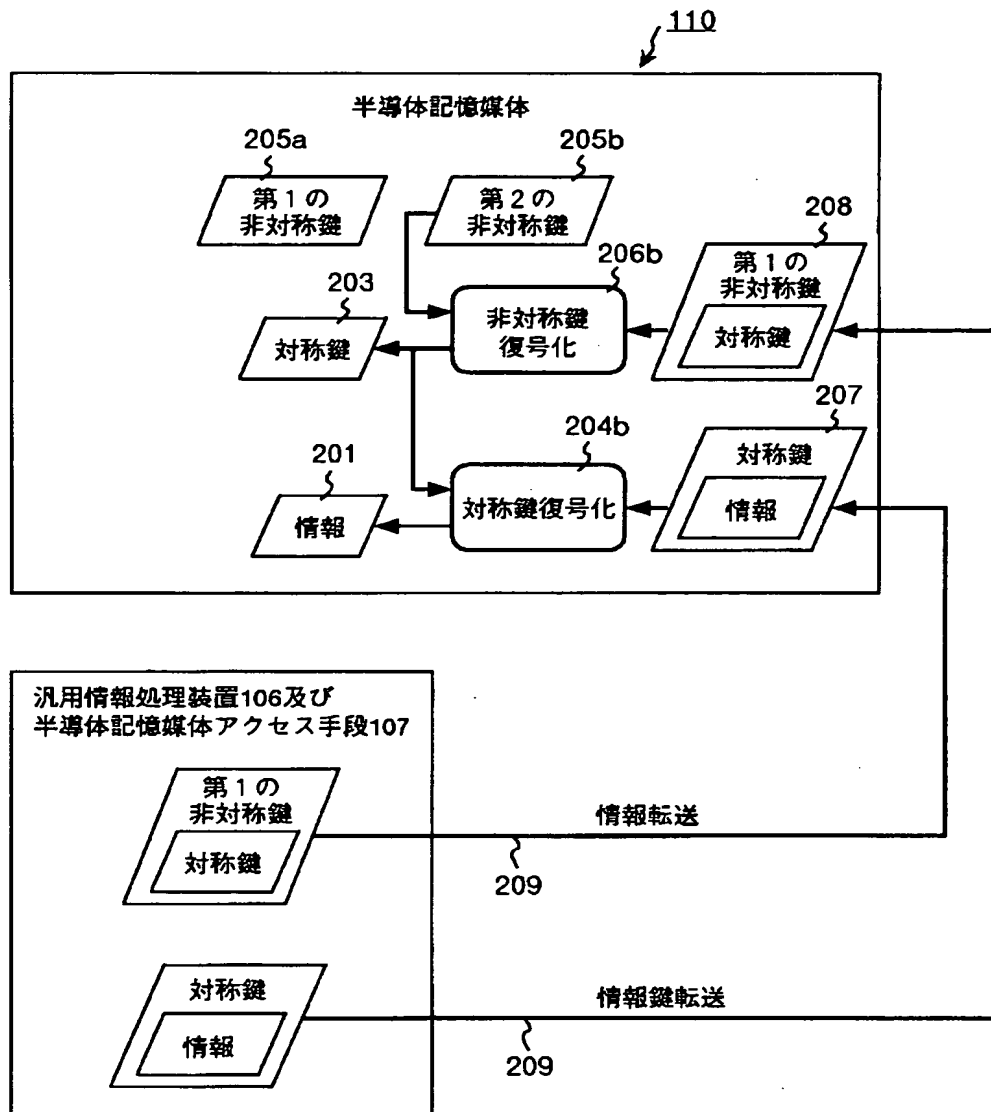 110
半導体記憶媒体
205a
205b
第1の
非対称鍵
第2の
非対称鍵
208
206b
第1の
非対称鍵
203
非対称鍵
復号化
対称鍵
対称鍵
207
204b
対称鍵
201
対称鍵復号化
情報
情報
汎用情報処理装置106及び
半導体記憶媒体アクセス手段107
第1の
非対称鍵
情報転送
対称鍵
209
対称鍵
情報鍵転送
情報
209